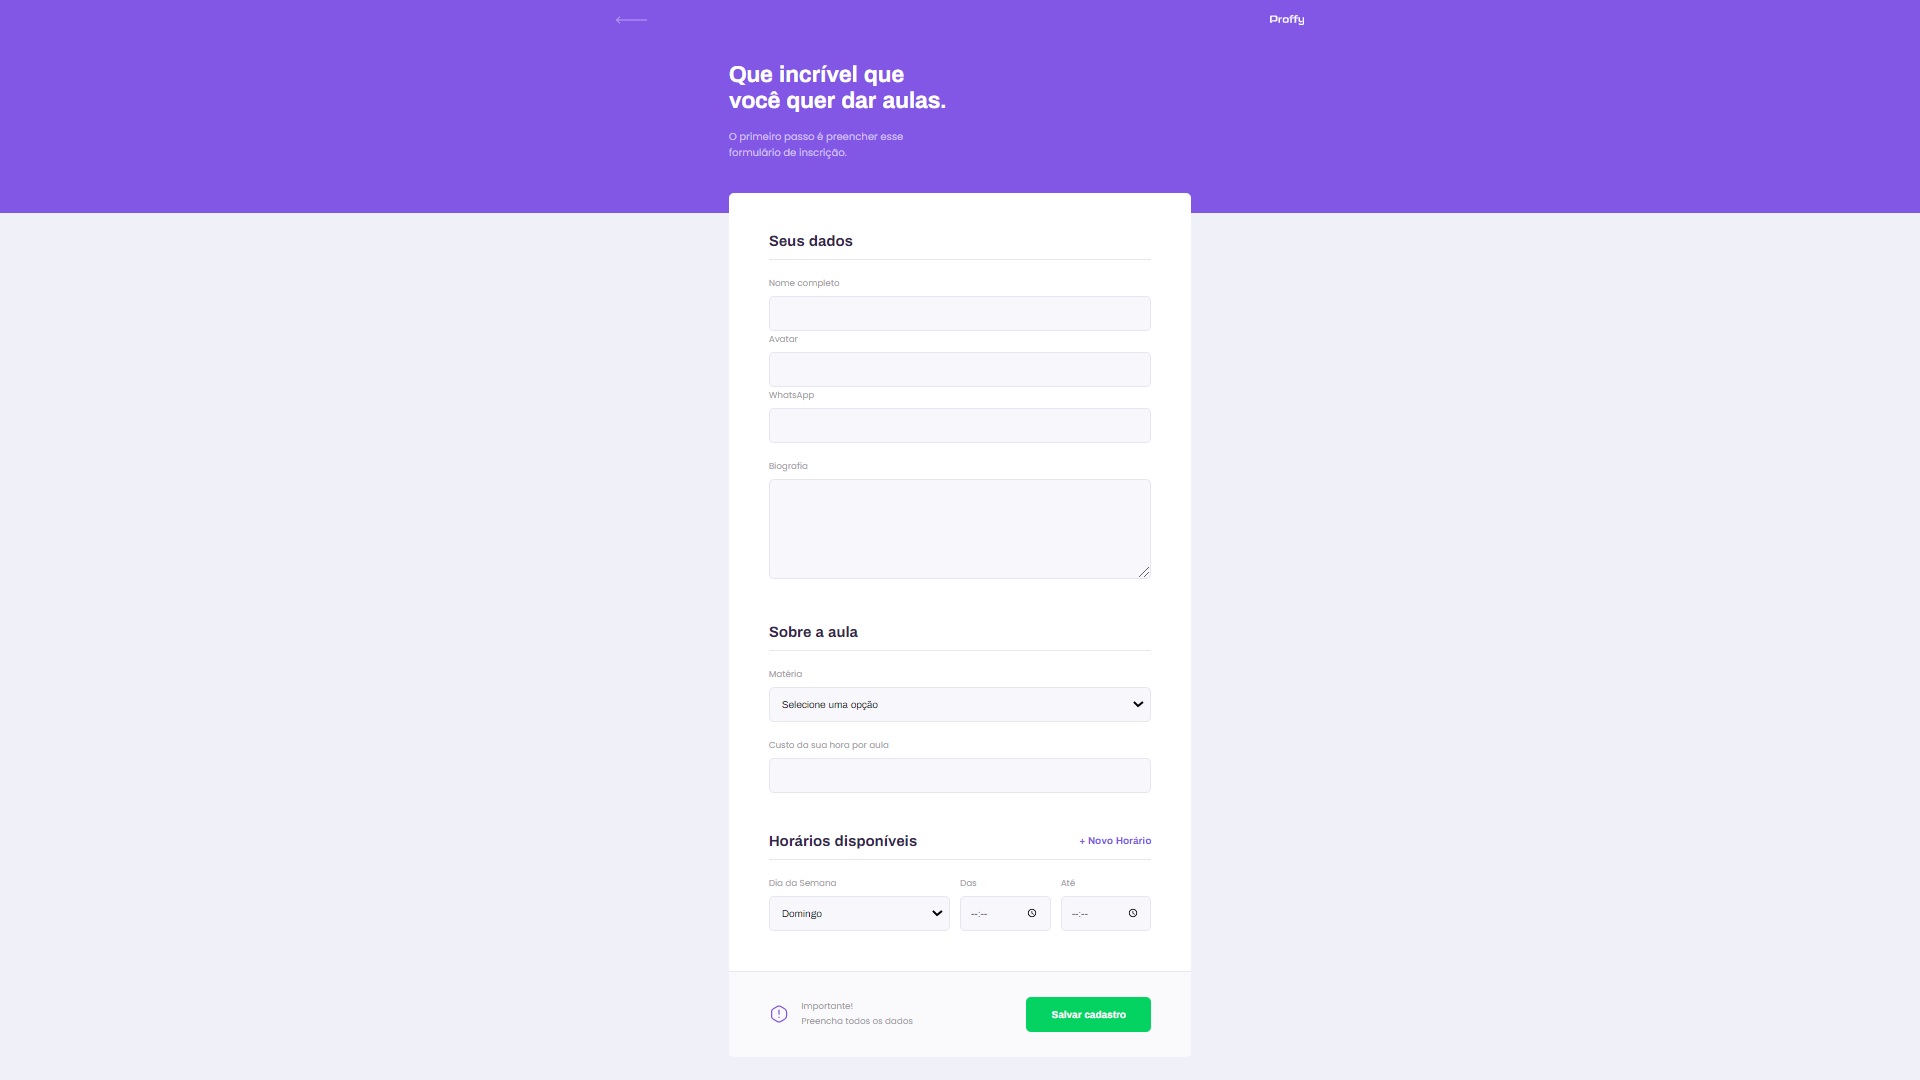 Proffy
Que incrível que
você quer dar aulas.
O primeiro passo é preencher esse
formulário de inscrição.
Seus dados
Nome completo
Avatar
WhatsApp
Biografia
Sobre a aula
Matéria
Selecione uma opção
Custo da sua hora por aula
Horários disponíveis + Novo Horário
Dia da Semana Das Até
Domingo --:-- --:--
Importante!
Preencha todos os dados
Salvar cadastro